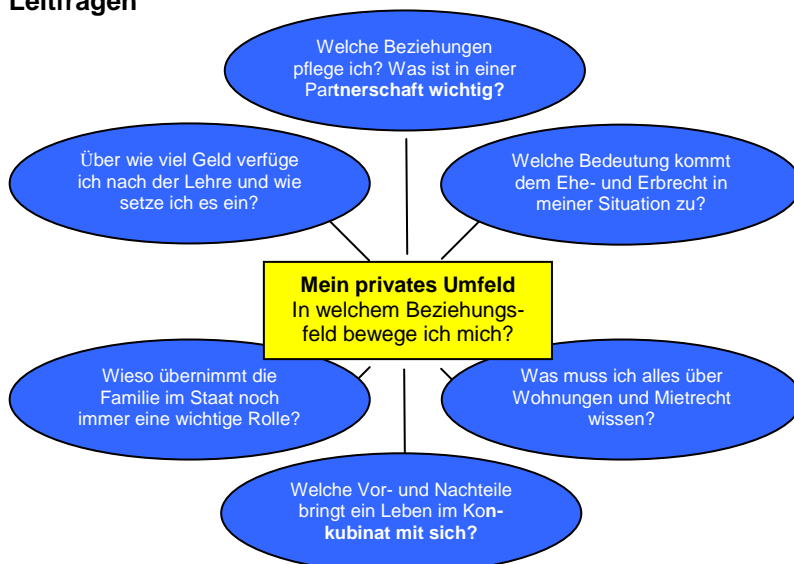 Leitfragen
Welche Beziehungen
pflege ich? Was ist in einer
Partnerschaft wichtig?
Über wie viel Geld verfüge
ich nach der Lehre und wie
setze ich es ein?
Welche Bedeutung kommt
dem Ehe- und Erbrecht in
meiner Situation zu?
Mein privates Umfeld
In welchem Beziehungs-
feld bewege ich mich?
Wieso übernimmt die
Familie im Staat noch
immer eine wichtige Rolle?
Was muss ich alles über
Wohnungen und Mietrecht
wissen?
Welche Vor- und Nachteile
bringt ein Leben im Kon-
kubinat mit sich?